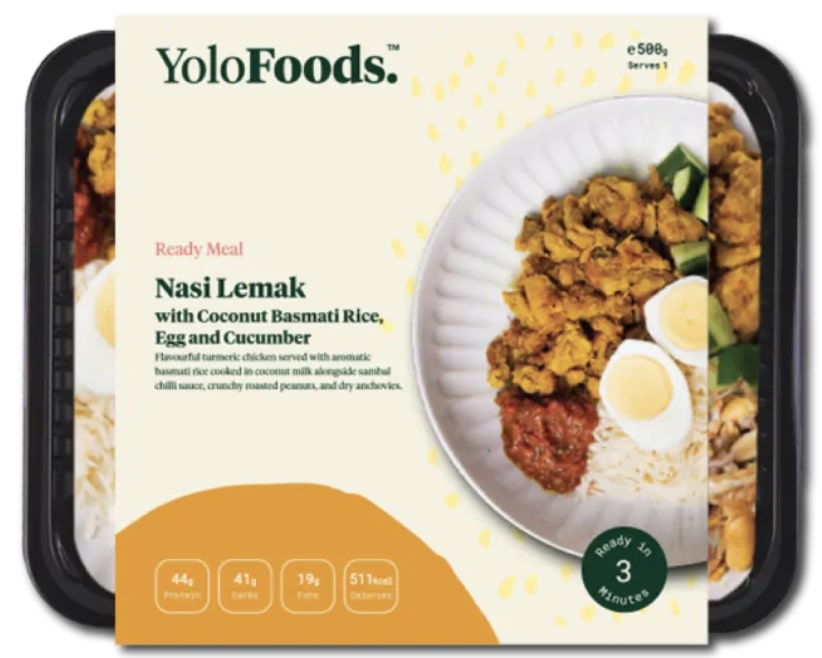 YoloFoods.™
e500g
Serves 1
Ready Meal
Nasi Lemak
with Coconut Basmati Rice,
Egg and Cucumber
Flavourful turmeric chicken served with aromatic
basmati rice cooked in coconut milk alongside sambal
chilli sauce, crunchy roasted peanuts, and dry anchovies.
44g 41g 19g 511kcal
Protein Carbs Fats Calories
Ready in
3
Minutes